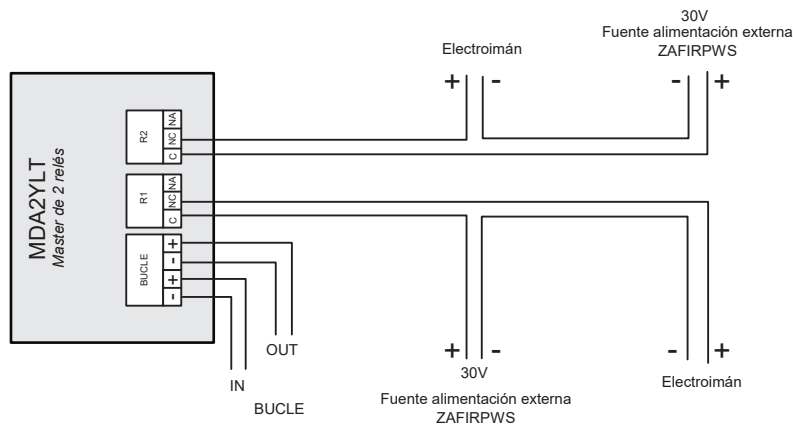 30V
Fuente alimentación externa
ZAFIRPWS
Electroimán
+ -
- +
MDA2YLT
Master de 2 relés
R2
NA
NC
C
R1
NA
NC
C
BUCLE
+
-
+
-
OUT
IN
BUCLE
+ -
30V
Fuente alimentación externa
ZAFIRPWS
- +
Electroimán